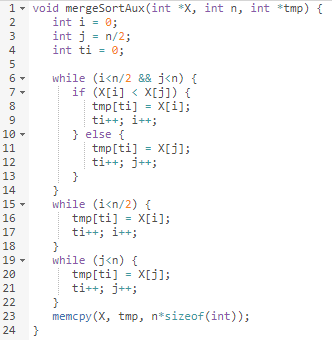 1 void mergeSortAux(int *X, int n, int *tmp) {
2    int i = 0;
3    int j = n/2;
4    int ti = 0;
5
6    while (i<n/2 && j<n) {
7       if (X[i] < X[j]) {
8          tmp[ti] = X[i];
9          ti++; i++;
10       } else {
11          tmp[ti] = X[j];
12          ti++; j++;
13       }
14    }
15    while (i<n/2) {
16       tmp[ti] = X[i];
17       ti++; i++;
18    }
19    while (j<n) {
20       tmp[ti] = X[j];
21       ti++; j++;
22    }
23    memcpy(X, tmp, n*sizeof(int));
24 }